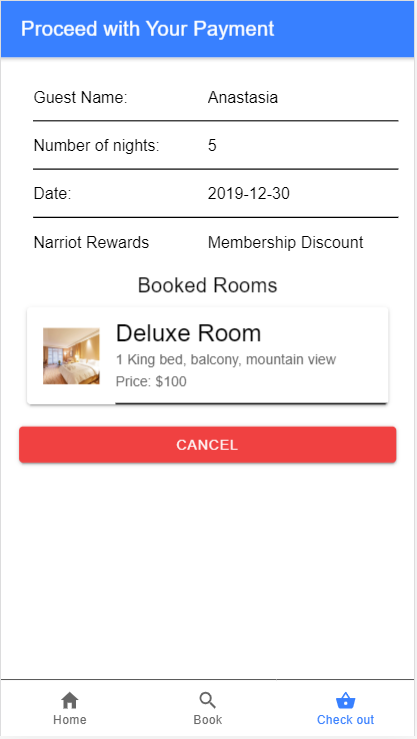 Proceed with Your Payment
Guest Name: Anastasia
Number of nights: 5
Date: 2019-12-30
Narriot Rewards Membership Discount
Booked Rooms
Deluxe Room
1 King bed, balcony, mountain view
Price: $100
CANCEL
Home Book Check out